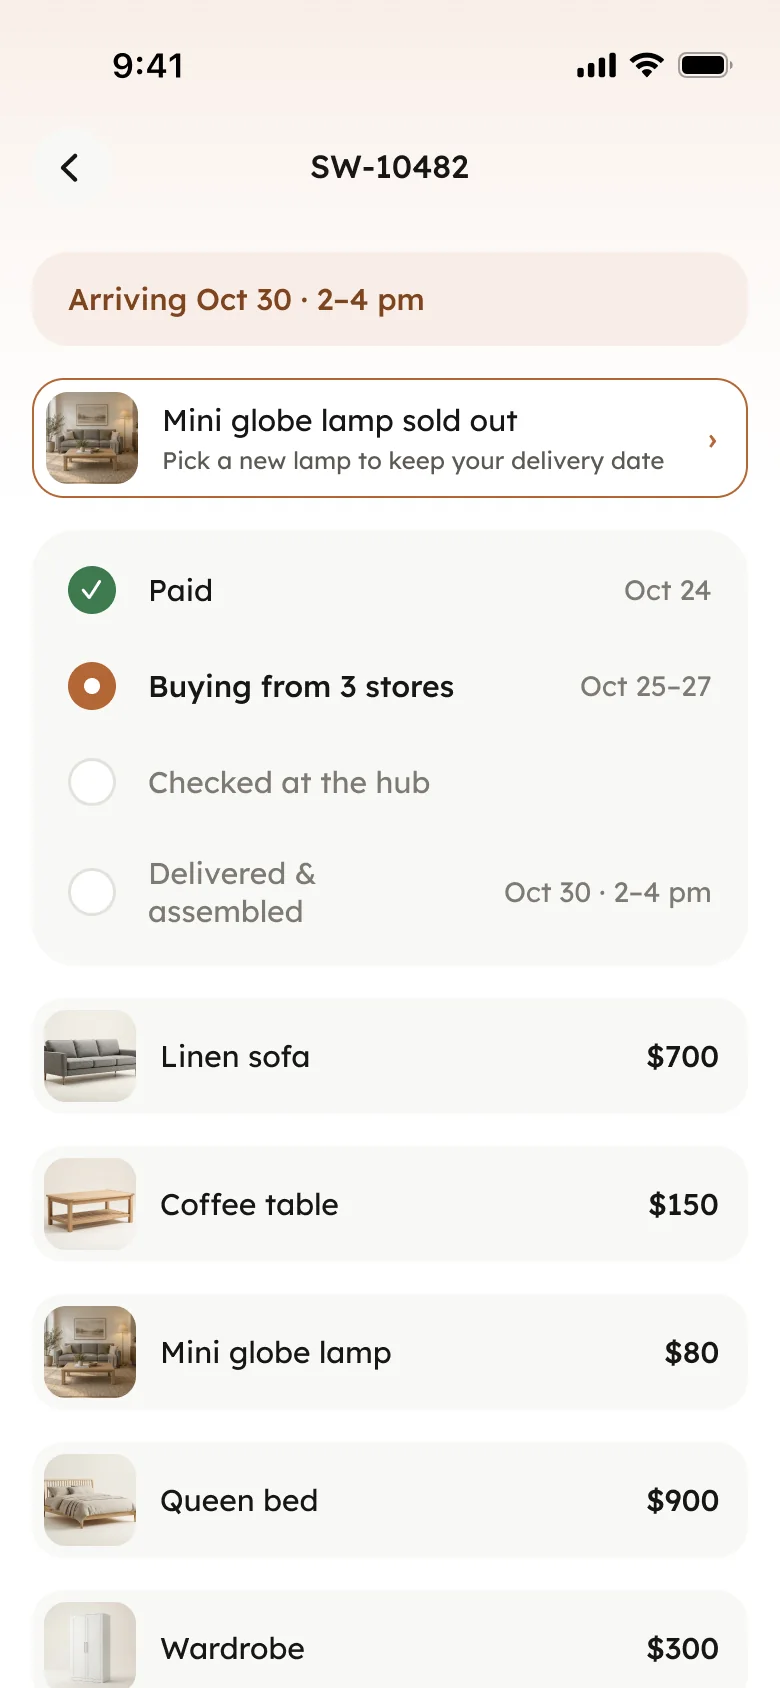 9:41
SW-10482
Arriving Oct 30 · 2–4 pm
Mini globe lamp sold out
Pick a new lamp to keep your delivery date
Paid Oct 24
Buying from 3 stores Oct 25–27
Checked at the hub
Delivered &
assembled
Oct 30 · 2–4 pm
Linen sofa $700
Coffee table $150
Mini globe lamp $80
Queen bed $900
Wardrobe $300